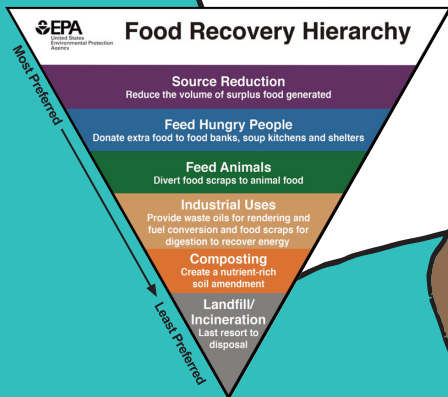 EPA
United States
Environmental Protection
Agency
Food Recovery Hierarchy
Most Preferred
Source Reduction
Reduce the volume of surplus food generated
Feed Hungry People
Donate extra food to food banks, soup kitchens and shelters
Feed Animals
Divert food scraps to animal food
Industrial Uses
Provide waste oils for rendering and
fuel conversion and food scraps for
digestion to recover energy
Composting
Create a nutrient-rich
soil amendment
Landfill/
Incineration
Last resort to
disposal
Least Preferred